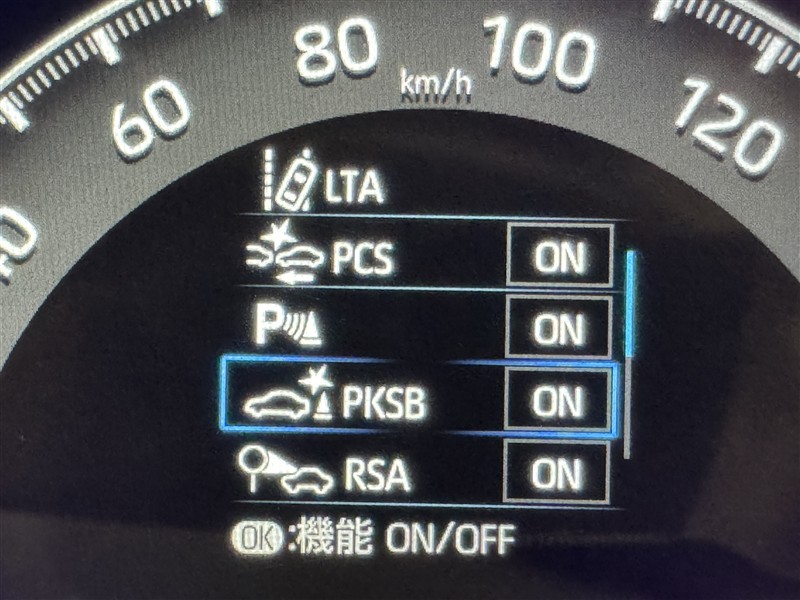 80
100
km/h
60
120
LTA
PCS ON
P ON
PKSB ON
RSA ON
OK:機能 ON/OFF